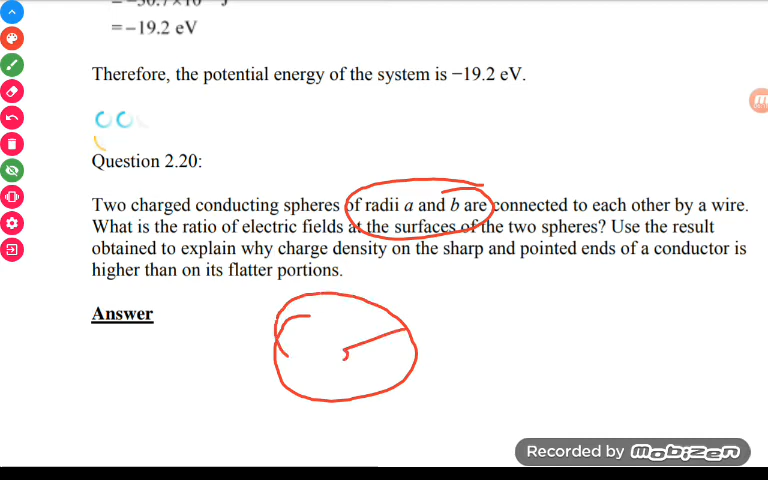 =−19.2 eV
Therefore, the potential energy of the system is −19.2 eV.
Question 2.20:
Two charged conducting spheres of radii a and b are connected to each other by a wire.
What is the ratio of electric fields at the surfaces of the two spheres? Use the result
obtained to explain why charge density on the sharp and pointed ends of a conductor is
higher than on its flatter portions.
Answer
Recorded by mobizen